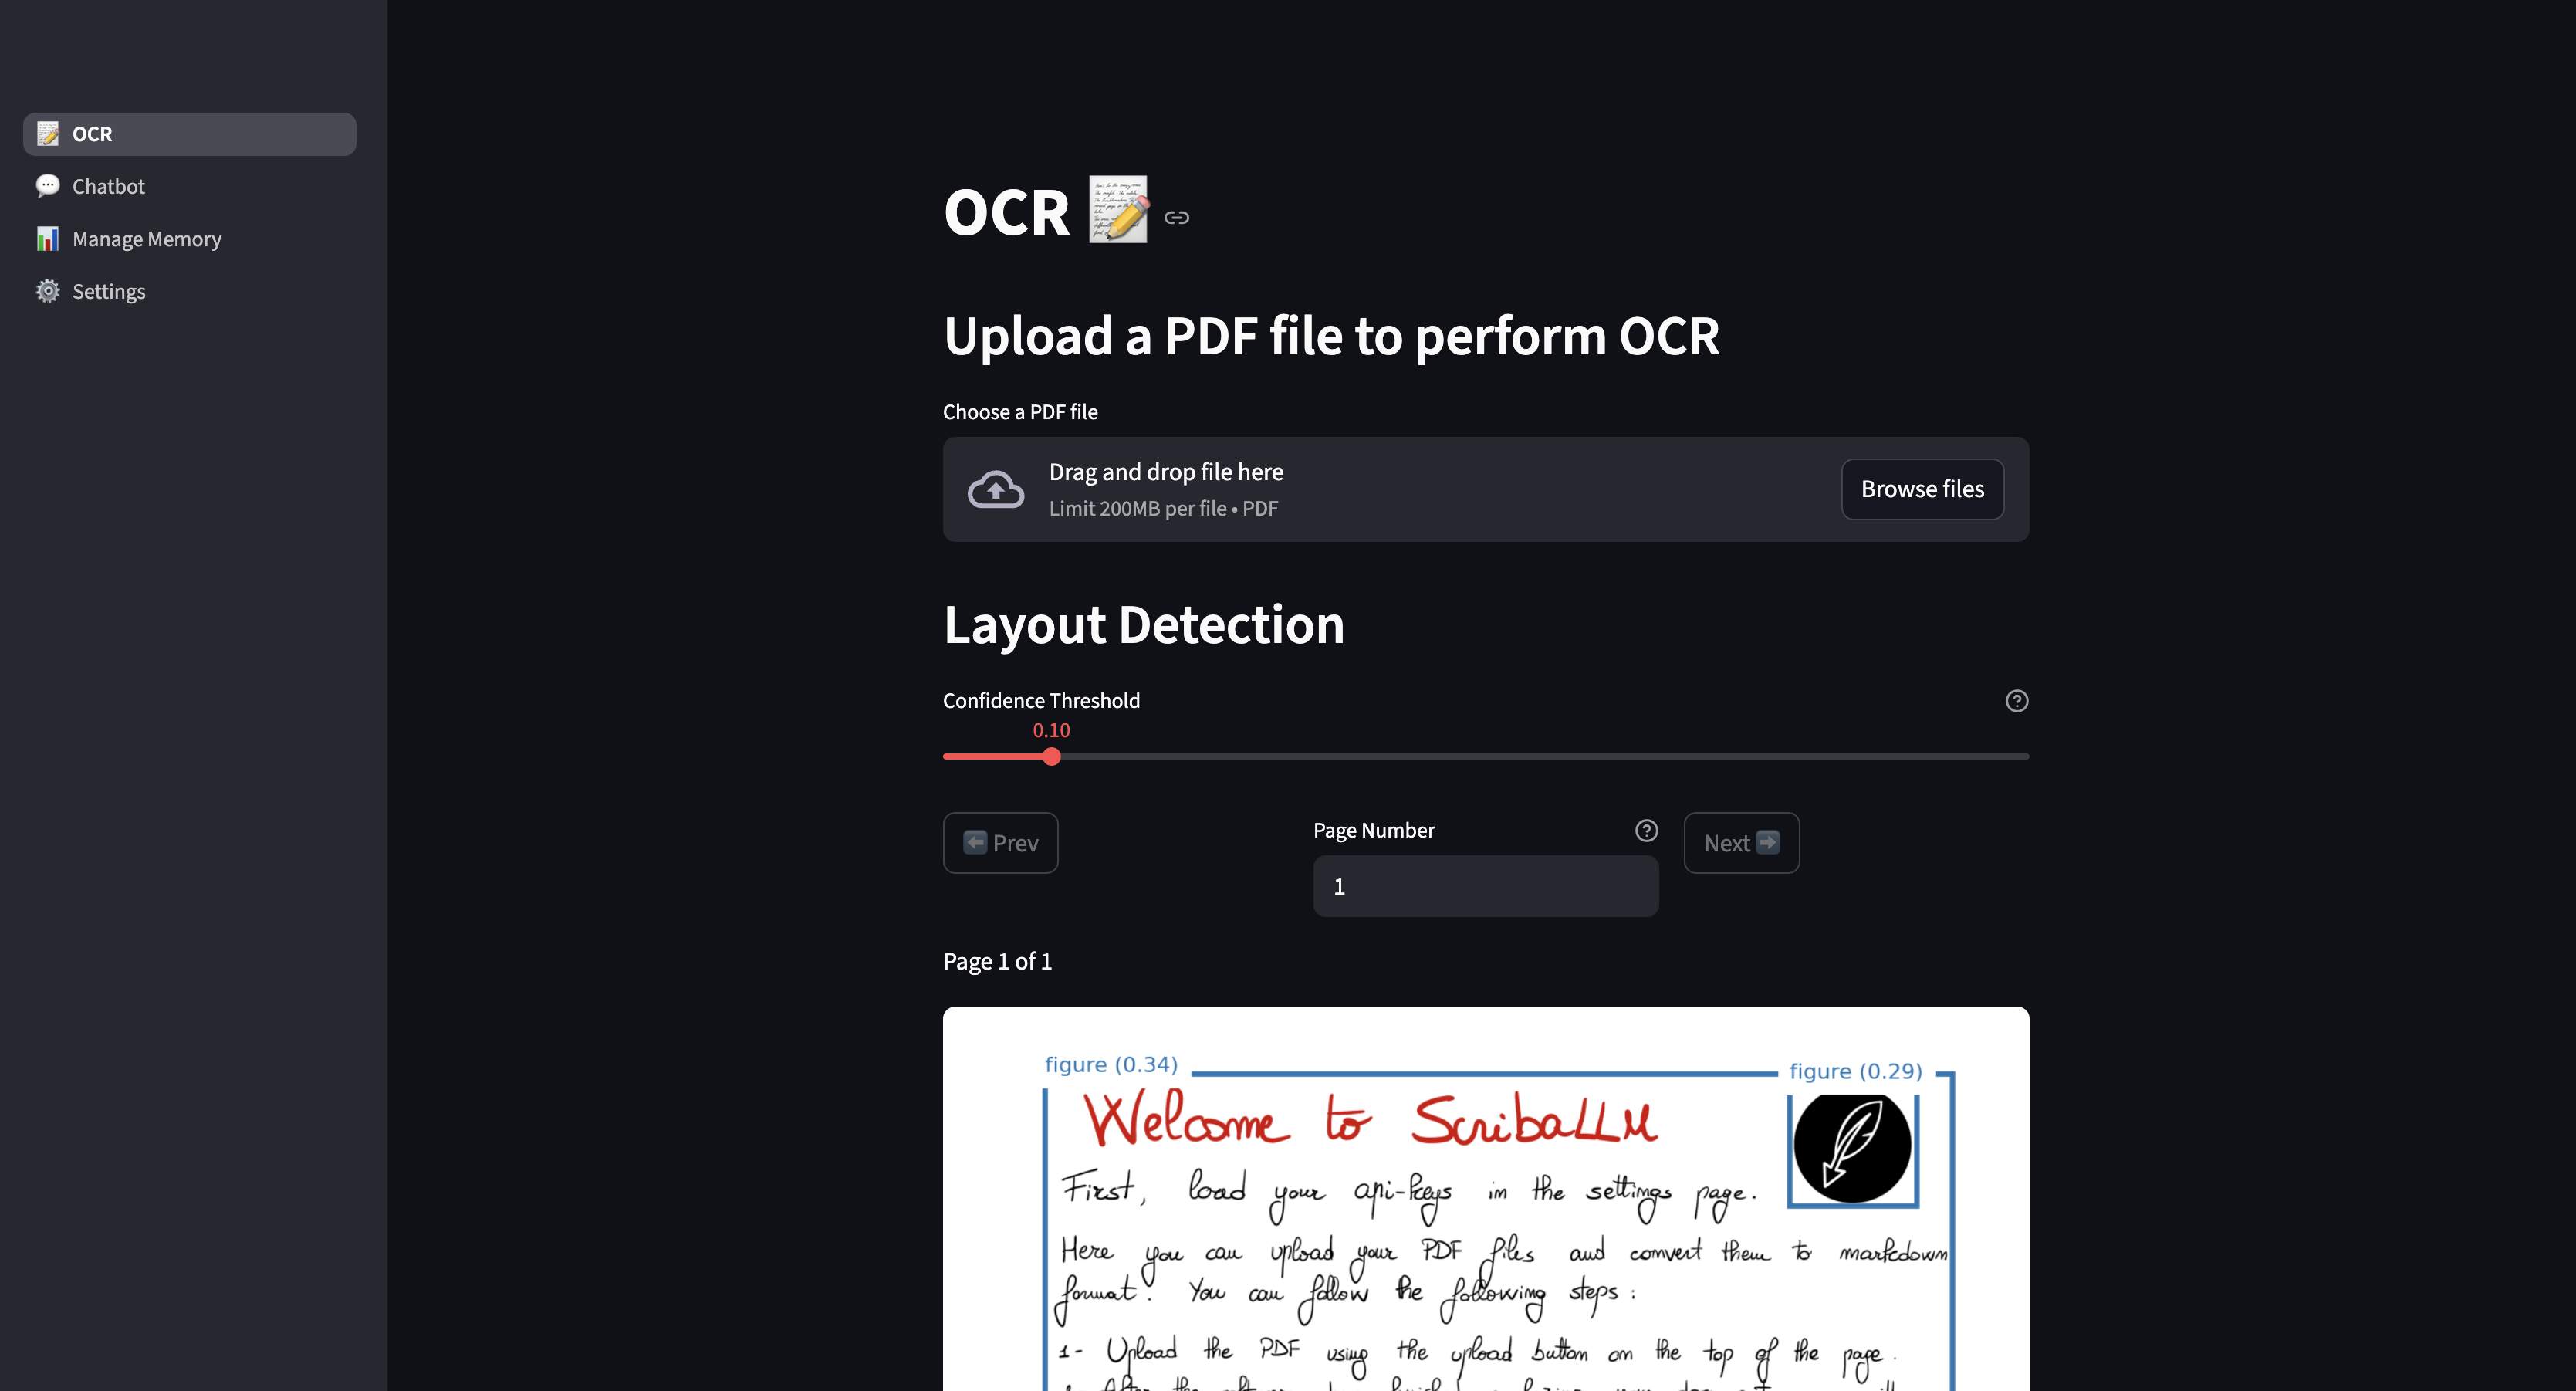 OCR
Chatbot
Manage Memory
Settings
OCR
Upload a PDF file to perform OCR
Choose a PDF file
Drag and drop file here
Limit 200MB per file • PDF
Browse files
Layout Detection
Confidence Threshold
0.10
Prev
Page Number
Next
1
Page 1 of 1
figure (0.34)
figure (0.29)
Welcome to ScribaLLM
First, load your api-keys in the settings page.
Here you can upload your PDF files and convert them to markdown
format. You can follow the following steps:
1- Upload the PDF using the upload button on the top of the page.